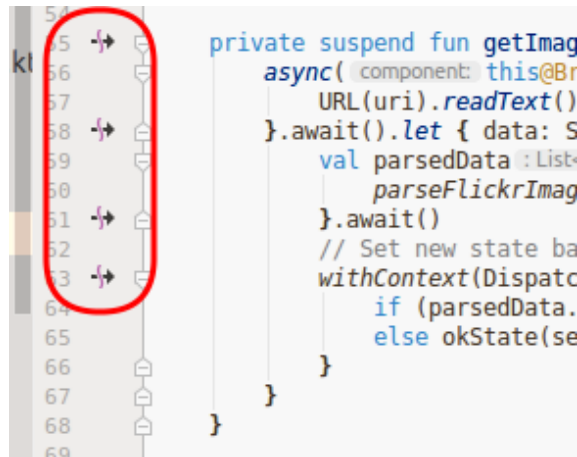 54
55 private suspend fun getImag
kt 56 async( component: this@Br
57 URL(uri).readText()
58 }.await().let { data: S
59 val parsedData : List<
60 parseFlickrImag
61 }.await()
62 // Set new state ba
63 withContext(Dispatc
64 if (parsedData.
65 else okState(se
66 }
67 }
68 }
69